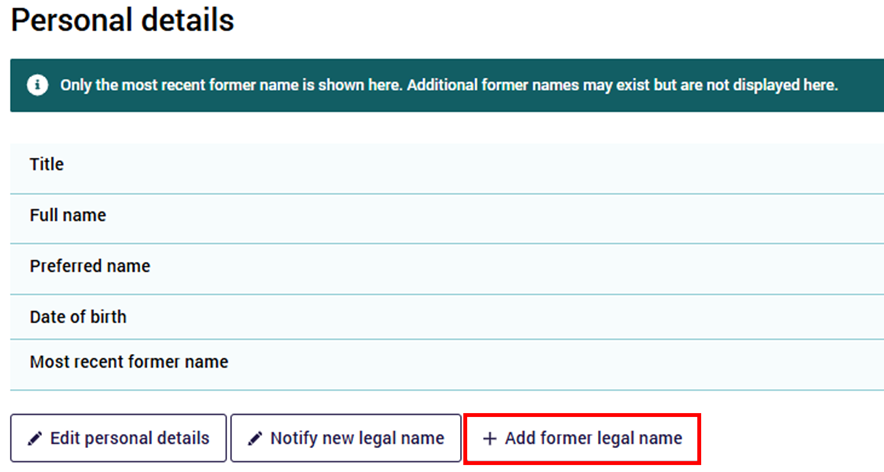 Personal details
Only the most recent former name is shown here. Additional former names may exist but are not displayed here.
Title
Full name
Preferred name
Date of birth
Most recent former name
Edit personal details
Notify new legal name
+ Add former legal name